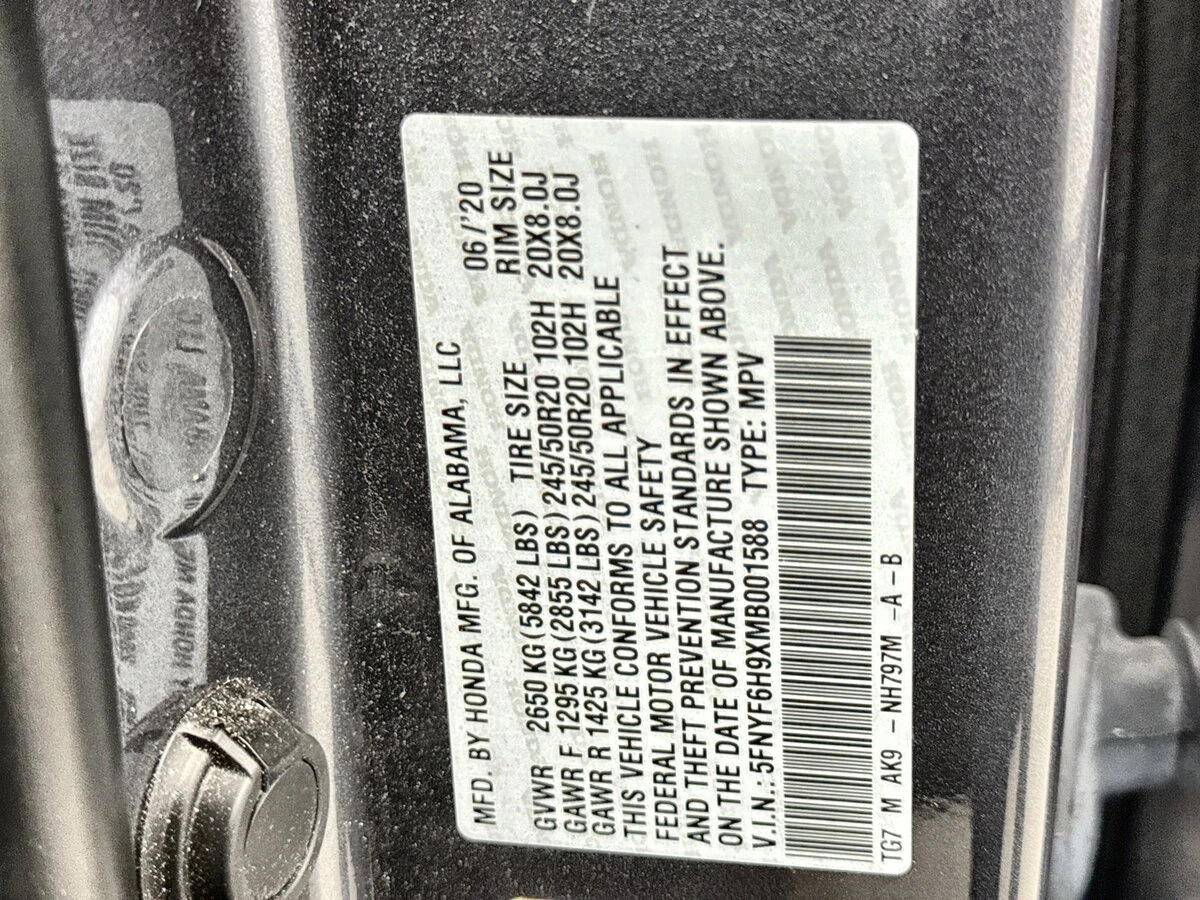 MFD. BY HONDA MFG. OF ALABAMA, LLC 06/'20
GVWR 2650 KG (5842 LBS) TIRE SIZE RIM SIZE
GAWR F 1295 KG (2855 LBS) 245/50R20 102H 20X8.0J
GAWR R 1425 KG (3142 LBS) 245/50R20 102H 20X8.0J
THIS VEHICLE CONFORMS TO ALL APPLICABLE
FEDERAL MOTOR VEHICLE SAFETY
AND THEFT PREVENTION STANDARDS IN EFFECT
ON THE DATE OF MANUFACTURE SHOWN ABOVE.
V.I.N.: 5FNYF6H9XMB001588 TYPE: MPV
TG7 M AK9 -NH797M -A-B